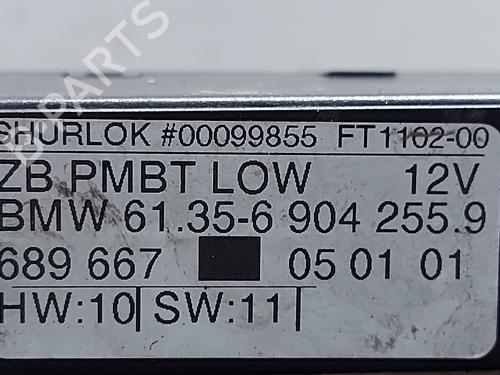 B-PARTS
SHURLOK #00099855 FT1102-00
ZB PMBT LOW 12V
BMW 61.35-6 904 255.9
689 667 05 01 01
HW:10 SW:11